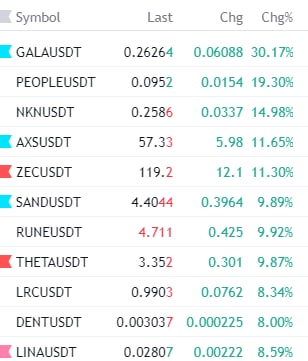 Symbol Last Chg Chg%
GALAUSDT 0.26264 0.06088 30.17%
PEOPLEUSDT 0.0952 0.0154 19.30%
NKNUSDT 0.2586 0.0337 14.98%
AXSUSDT 57.33 5.98 11.65%
ZECUSDT 119.2 12.1 11.30%
SANDUSDT 4.4044 0.3964 9.89%
RUNEUSDT 4.711 0.425 9.92%
THETAUSDT 3.352 0.301 9.87%
LRCUSDT 0.9903 0.0762 8.34%
DENTUSDT 0.003037 0.000225 8.00%
LINAUSDT 0.02807 0.00222 8.59%